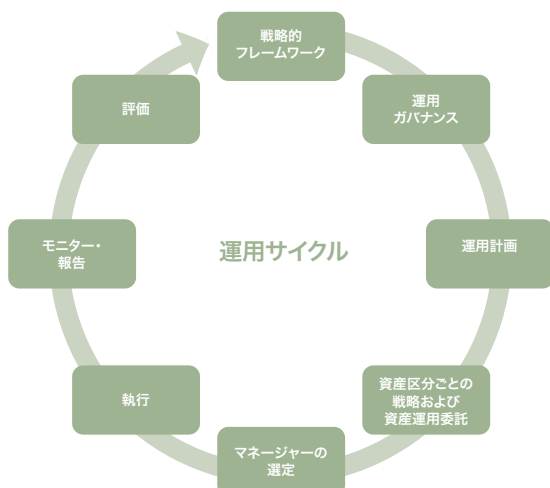 戦略的
フレームワーク
運用
ガバナンス
運用計画
資産区分ごとの
戦略および
資産運用委託
マネージャーの
選定
執行
モニター・
報告
評価
運用サイクル